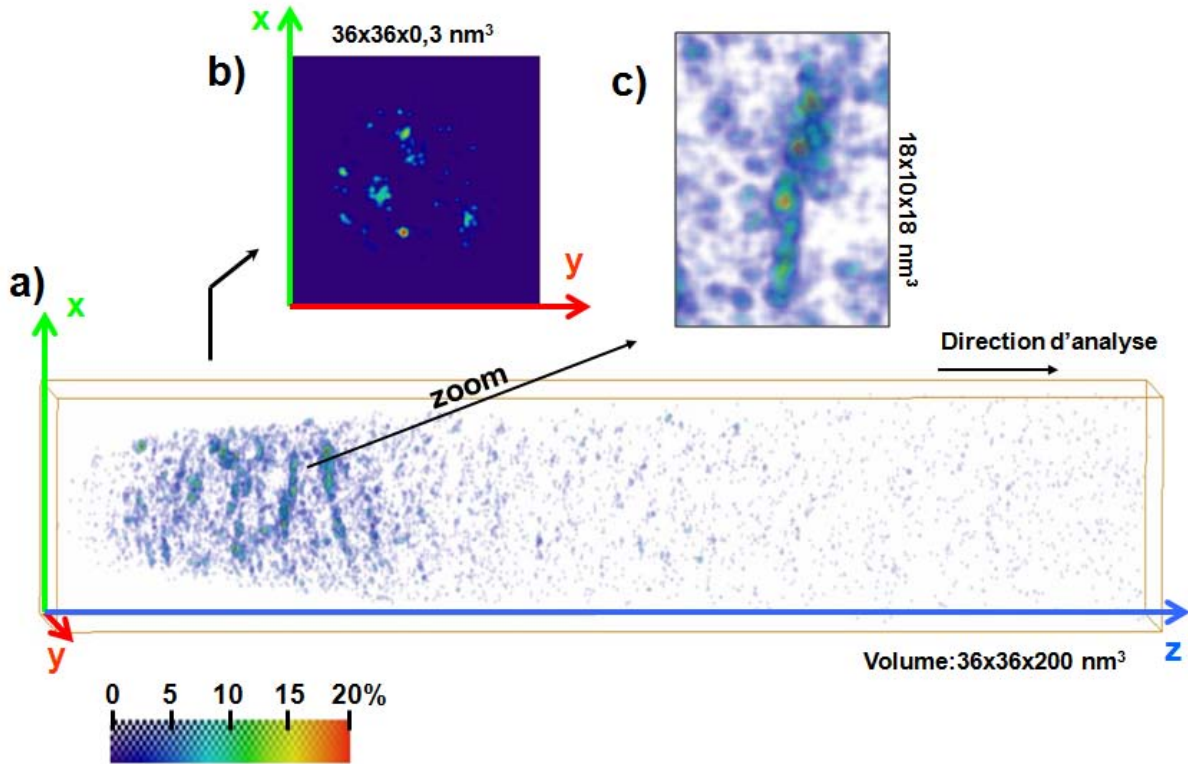 x
36x36x0,3 nm³
b)
c)
18x10x18 nm³
y
a)
x
zoom
Direction d’analyse
y
z
Volume:36x36x200 nm³
0 5 10 15 20%